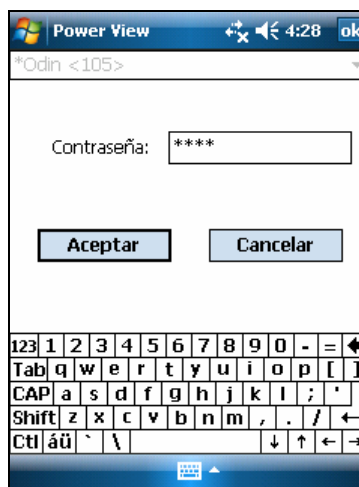 Power View 4:28 ok
*Odin <105>
Contraseña: ****
Aceptar Cancelar
123 1 2 3 4 5 6 7 8 9 0 - =
Tab q w e r t y u i o p [ ]
CAP a s d f g h j k l ; '
Shift z x c v b n m , . / ←
Ctl áü ` \ ↓ ↑ ← →